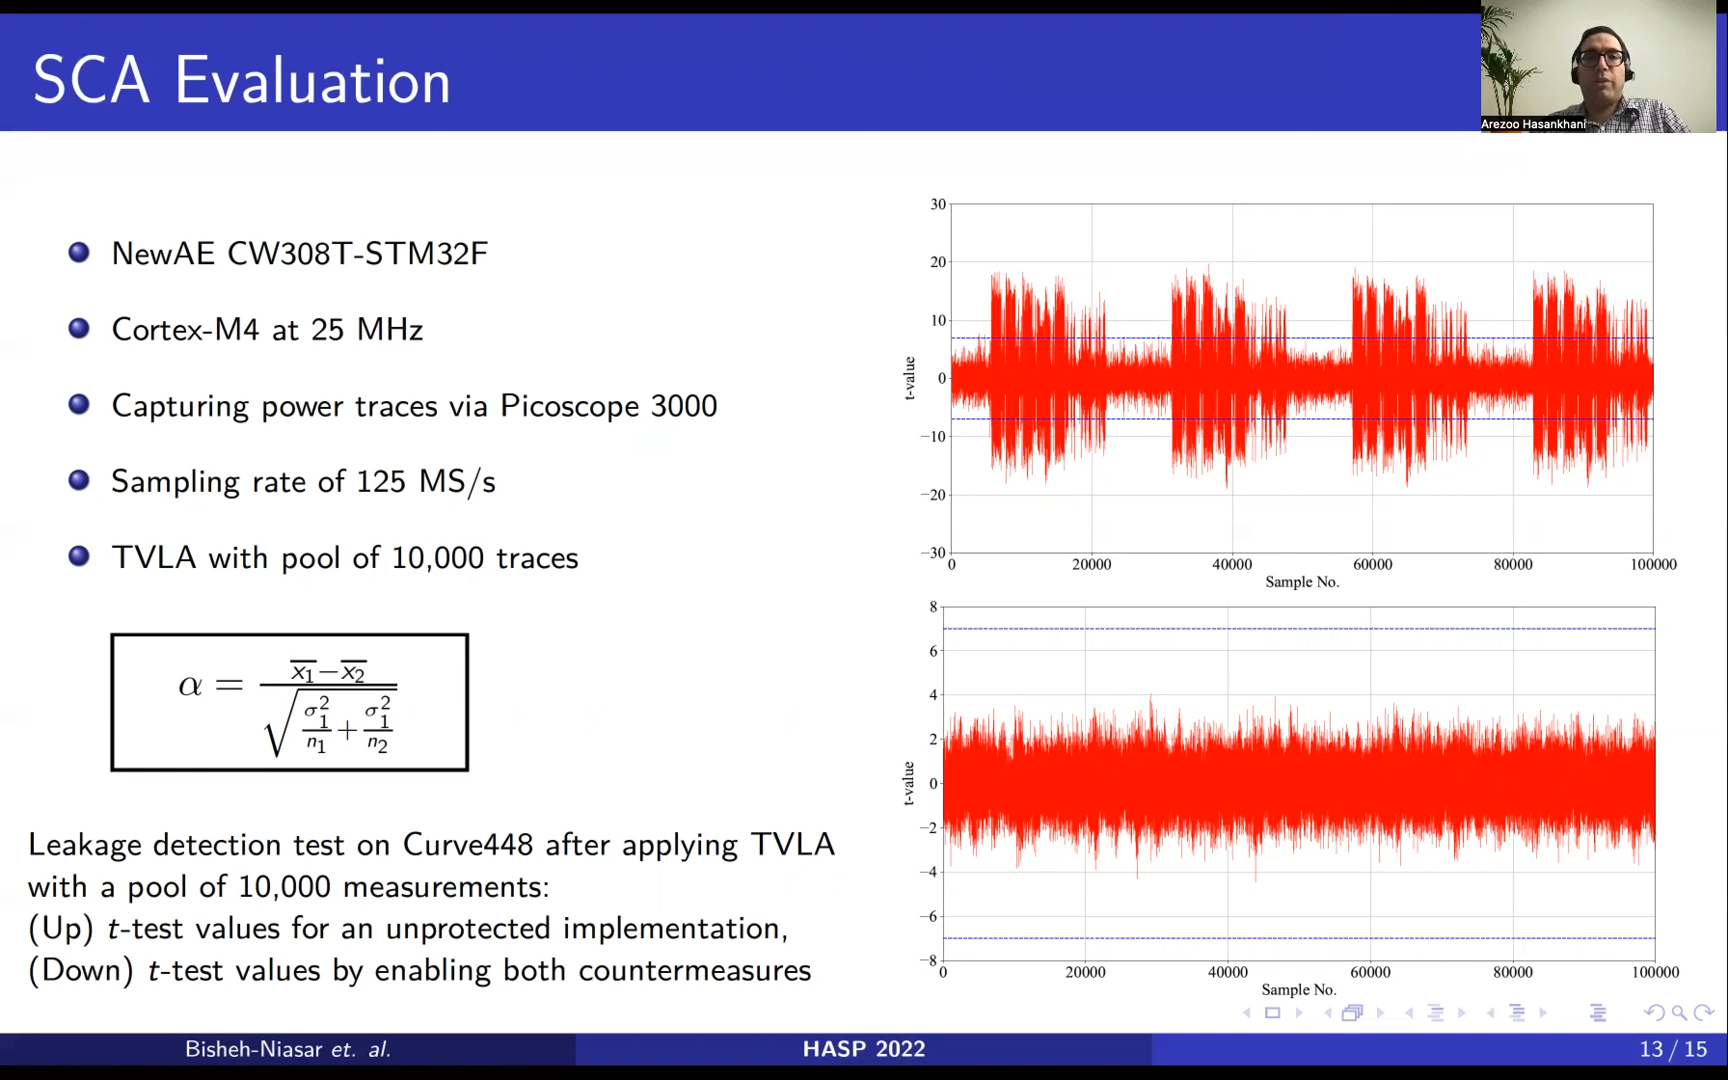 SCA Evaluation
Arezoo Hasankhani
NewAE CW308T-STM32F
Cortex-M4 at 25 MHz
Capturing power traces via Picoscope 3000
Sampling rate of 125 MS/s
TVLA with pool of 10,000 traces
α = (x̄₁ − x̄₂) / √(σ₁²/n₁ + σ₁²/n₂)
Leakage detection test on Curve448 after applying TVLA
with a pool of 10,000 measurements:
(Up) t-test values for an unprotected implementation,
(Down) t-test values by enabling both countermeasures
30
20
10
0
−10
−20
−30
t-value
0 20000 40000 60000 80000 100000
Sample No.
8
6
4
2
0
−2
−4
−6
−8
t-value
0 20000 40000 60000 80000 100000
Sample No.
Bisheh-Niasar et. al.
HASP 2022
13 / 15